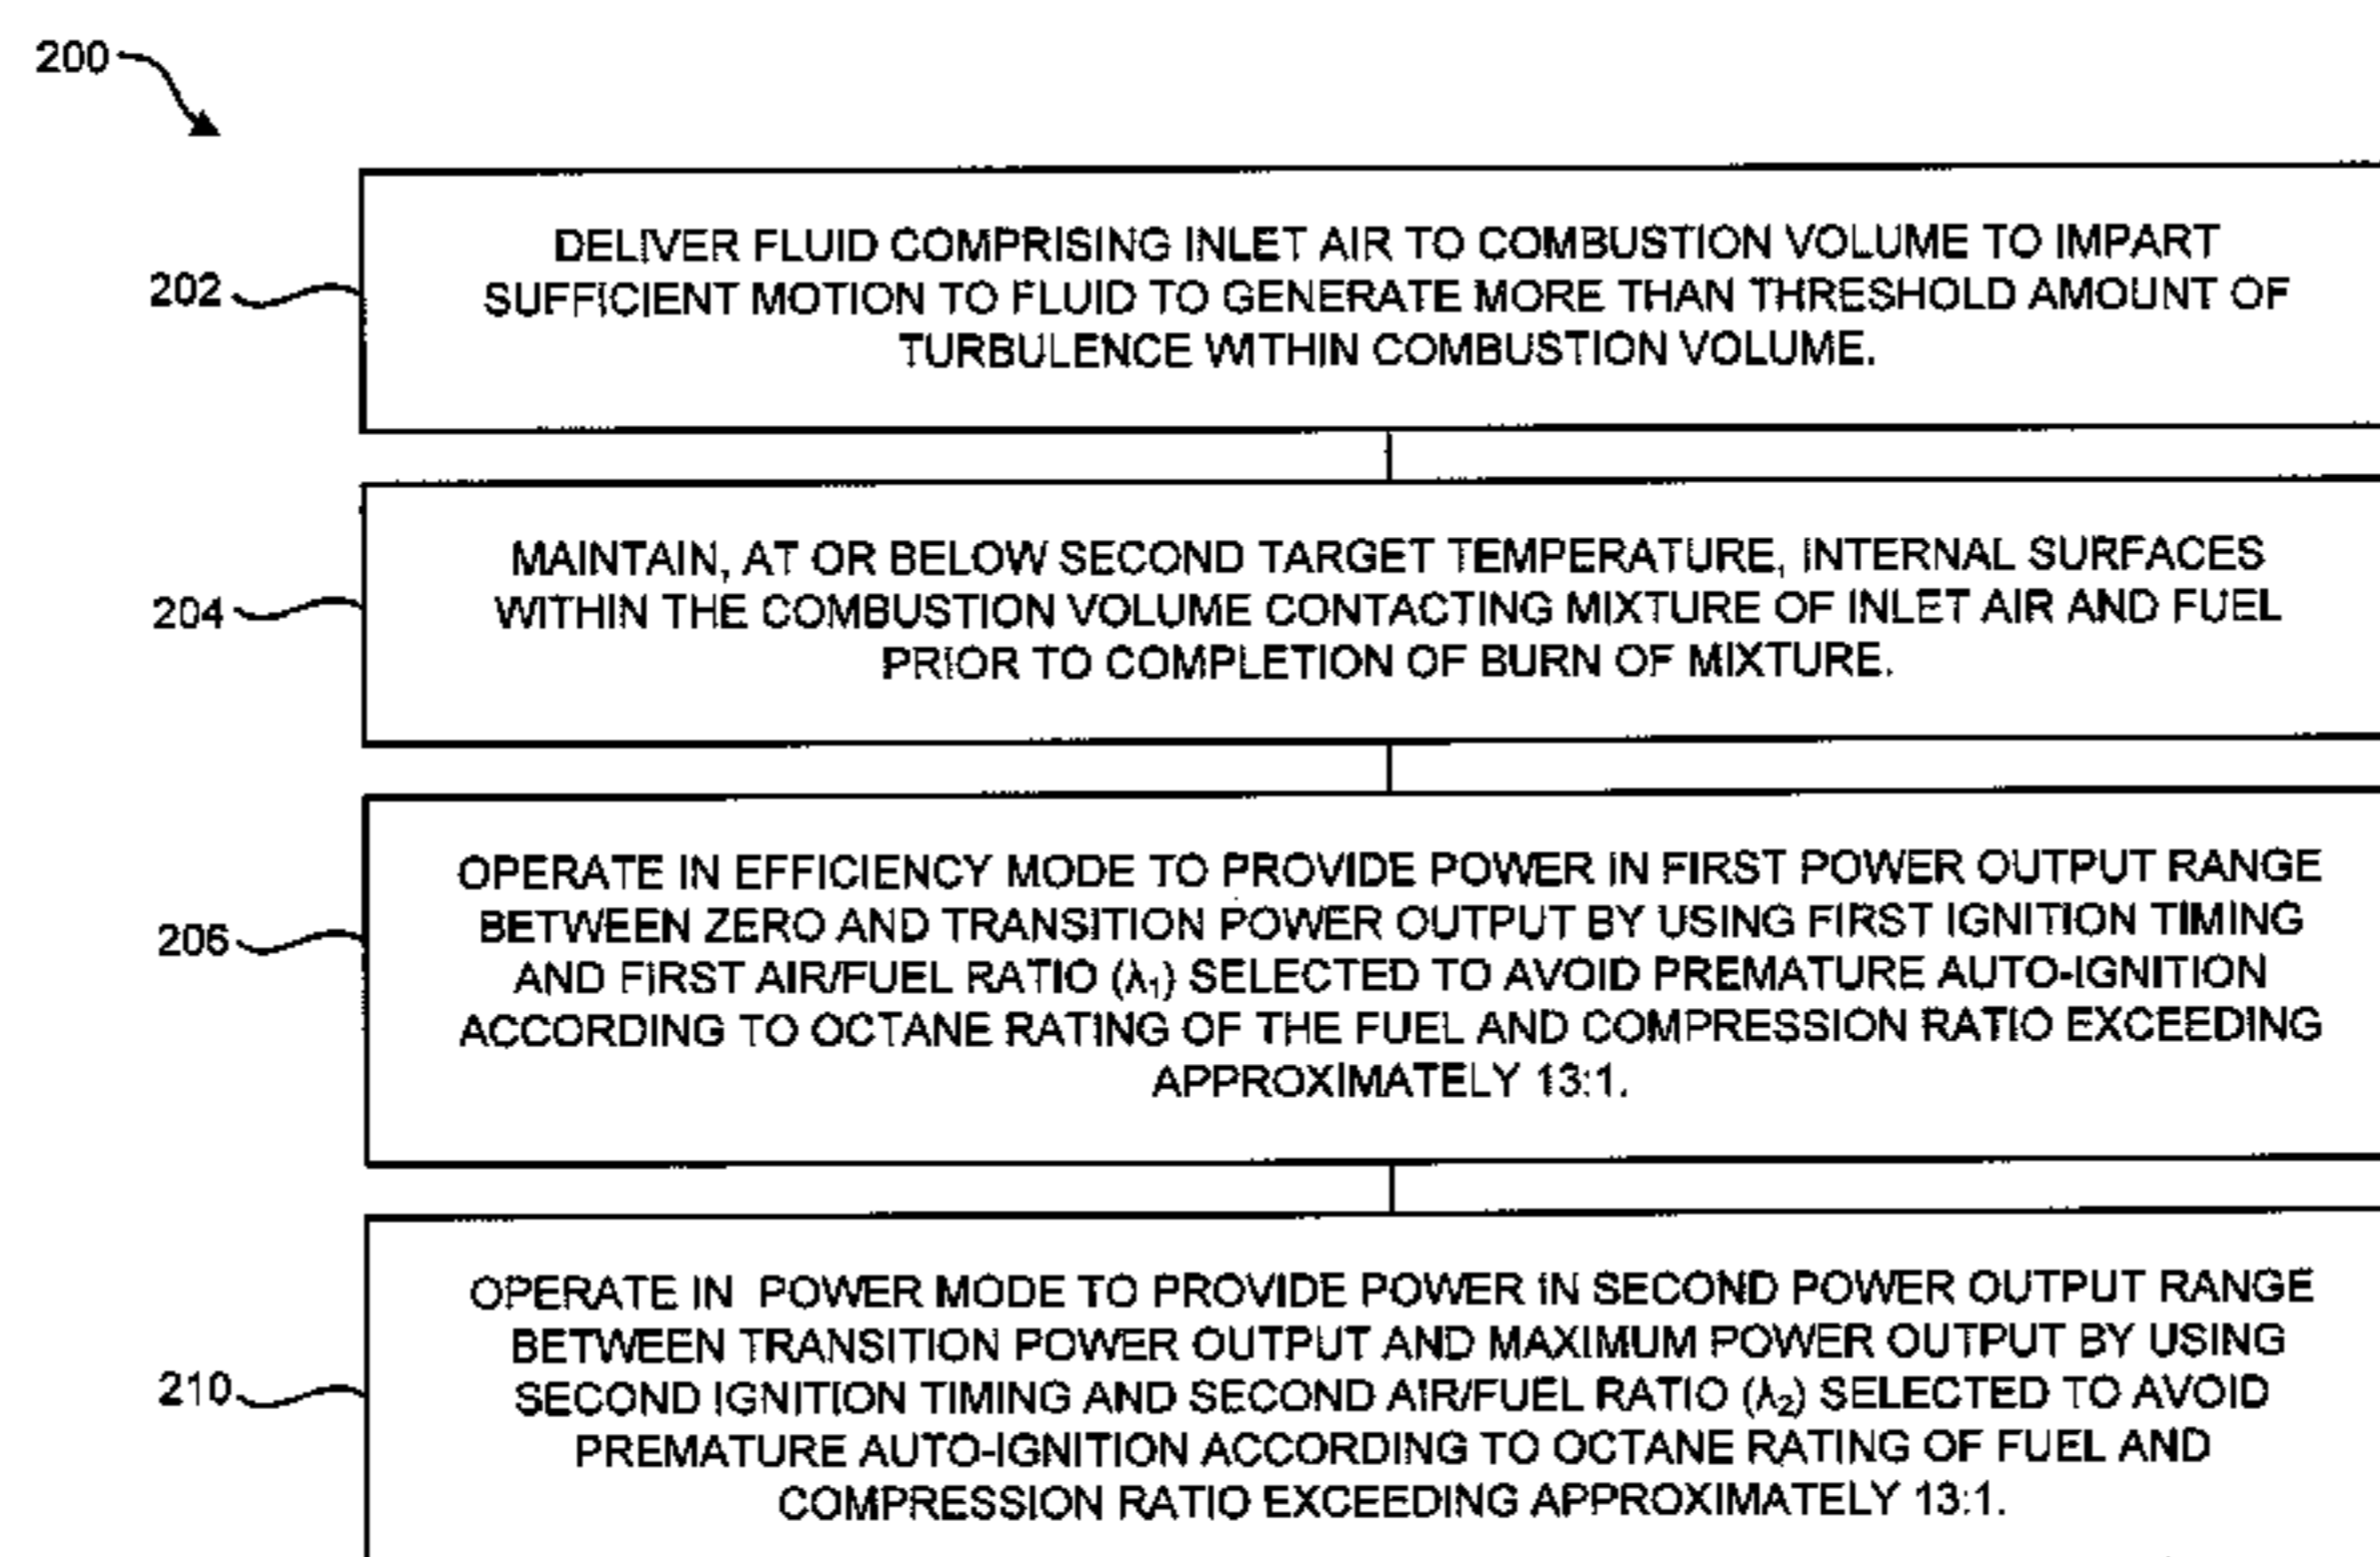 200
202
DELIVER FLUID COMPRISING INLET AIR TO COMBUSTION VOLUME TO IMPART
SUFFICIENT MOTION TO FLUID TO GENERATE MORE THAN THRESHOLD AMOUNT OF
TURBULENCE WITHIN COMBUSTION VOLUME.
204
MAINTAIN, AT OR BELOW SECOND TARGET TEMPERATURE, INTERNAL SURFACES
WITHIN THE COMBUSTION VOLUME CONTACTING MIXTURE OF INLET AIR AND FUEL
PRIOR TO COMPLETION OF BURN OF MIXTURE.
206
OPERATE IN EFFICIENCY MODE TO PROVIDE POWER IN FIRST POWER OUTPUT RANGE
BETWEEN ZERO AND TRANSITION POWER OUTPUT BY USING FIRST IGNITION TIMING
AND FIRST AIR/FUEL RATIO (λ₁) SELECTED TO AVOID PREMATURE AUTO-IGNITION
ACCORDING TO OCTANE RATING OF THE FUEL AND COMPRESSION RATIO EXCEEDING
APPROXIMATELY 13:1.
210
OPERATE IN POWER MODE TO PROVIDE POWER IN SECOND POWER OUTPUT RANGE
BETWEEN TRANSITION POWER OUTPUT AND MAXIMUM POWER OUTPUT BY USING
SECOND IGNITION TIMING AND SECOND AIR/FUEL RATIO (λ₂) SELECTED TO AVOID
PREMATURE AUTO-IGNITION ACCORDING TO OCTANE RATING OF FUEL AND
COMPRESSION RATIO EXCEEDING APPROXIMATELY 13:1.